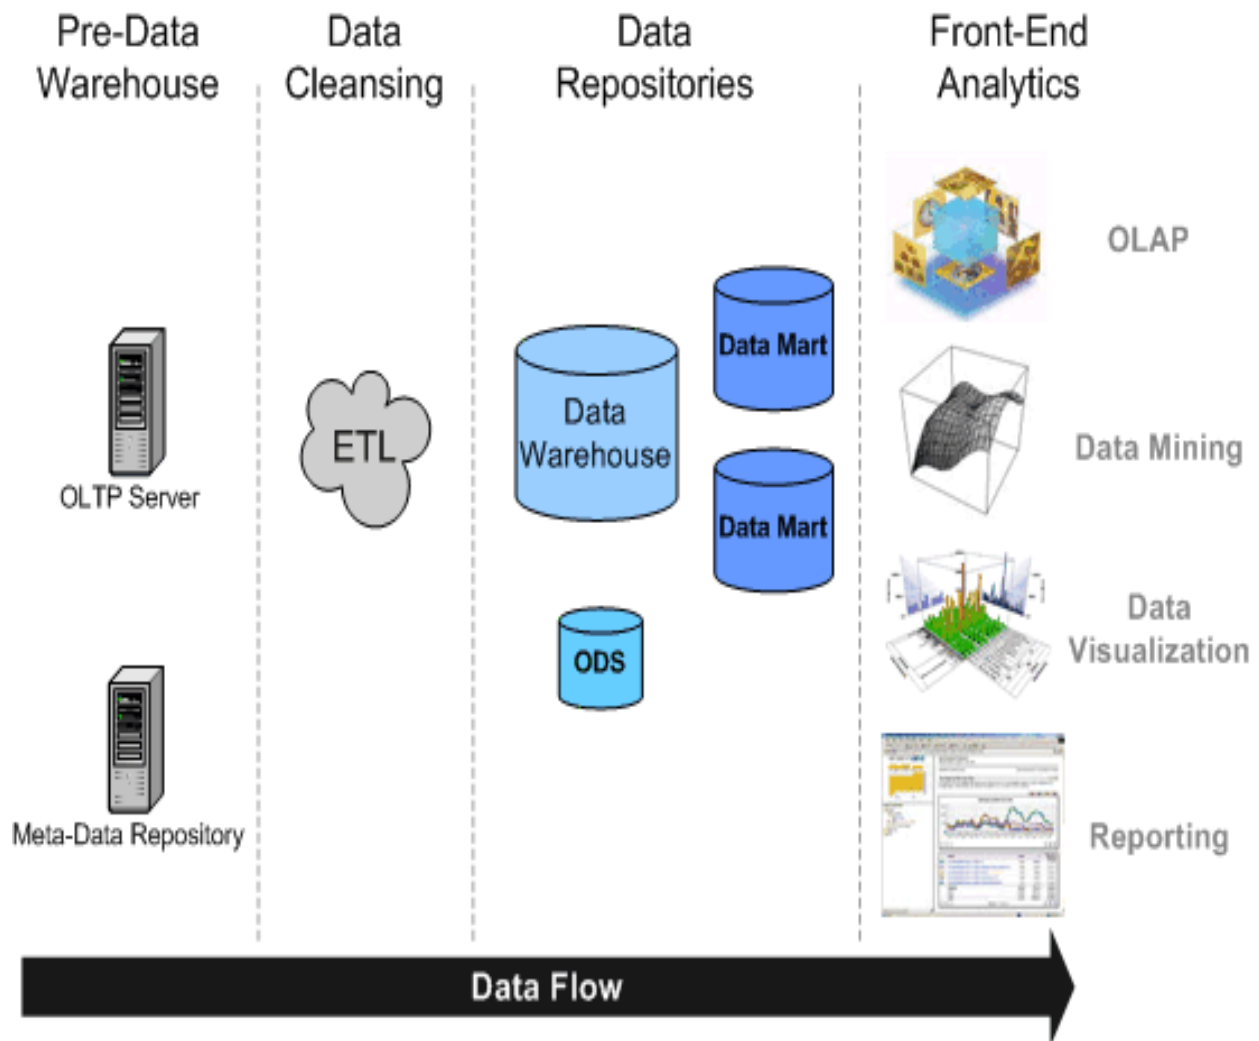 Pre-Data
Warehouse
Data
Cleansing
Data
Repositories
Front-End
Analytics
OLAP
Data Mart
Data
Warehouse
ETL
OLTP Server
Data Mining
Data Mart
Data
Visualization
ODS
Meta-Data Repository
Reporting
Data Flow